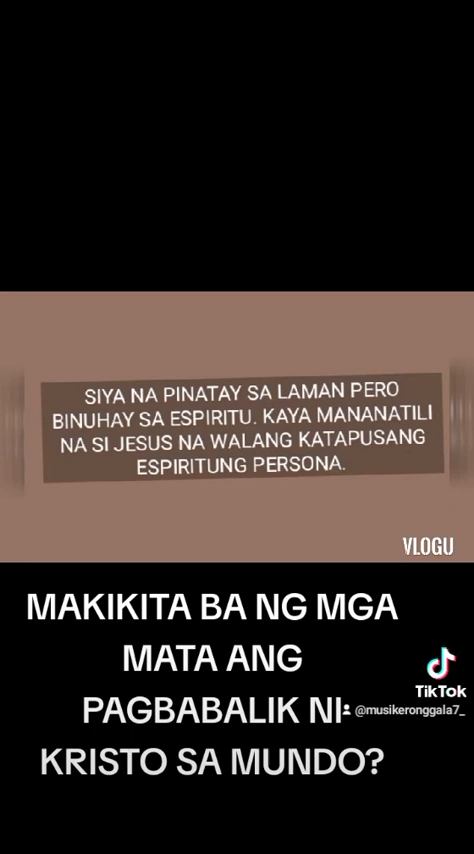 SIYA NA PINATAY SA LAMAN PERO
BINUHAY SA ESPIRITU. KAYA MANANATILI
NA SI JESUS NA WALANG KATAPUSANG
ESPIRITUNG PERSONA.
VLOGU
MAKIKITA BA NG MGA
MATA ANG
PAGBABALIK NI
KRISTO SA MUNDO?
TikTok
@musikeronggala7_